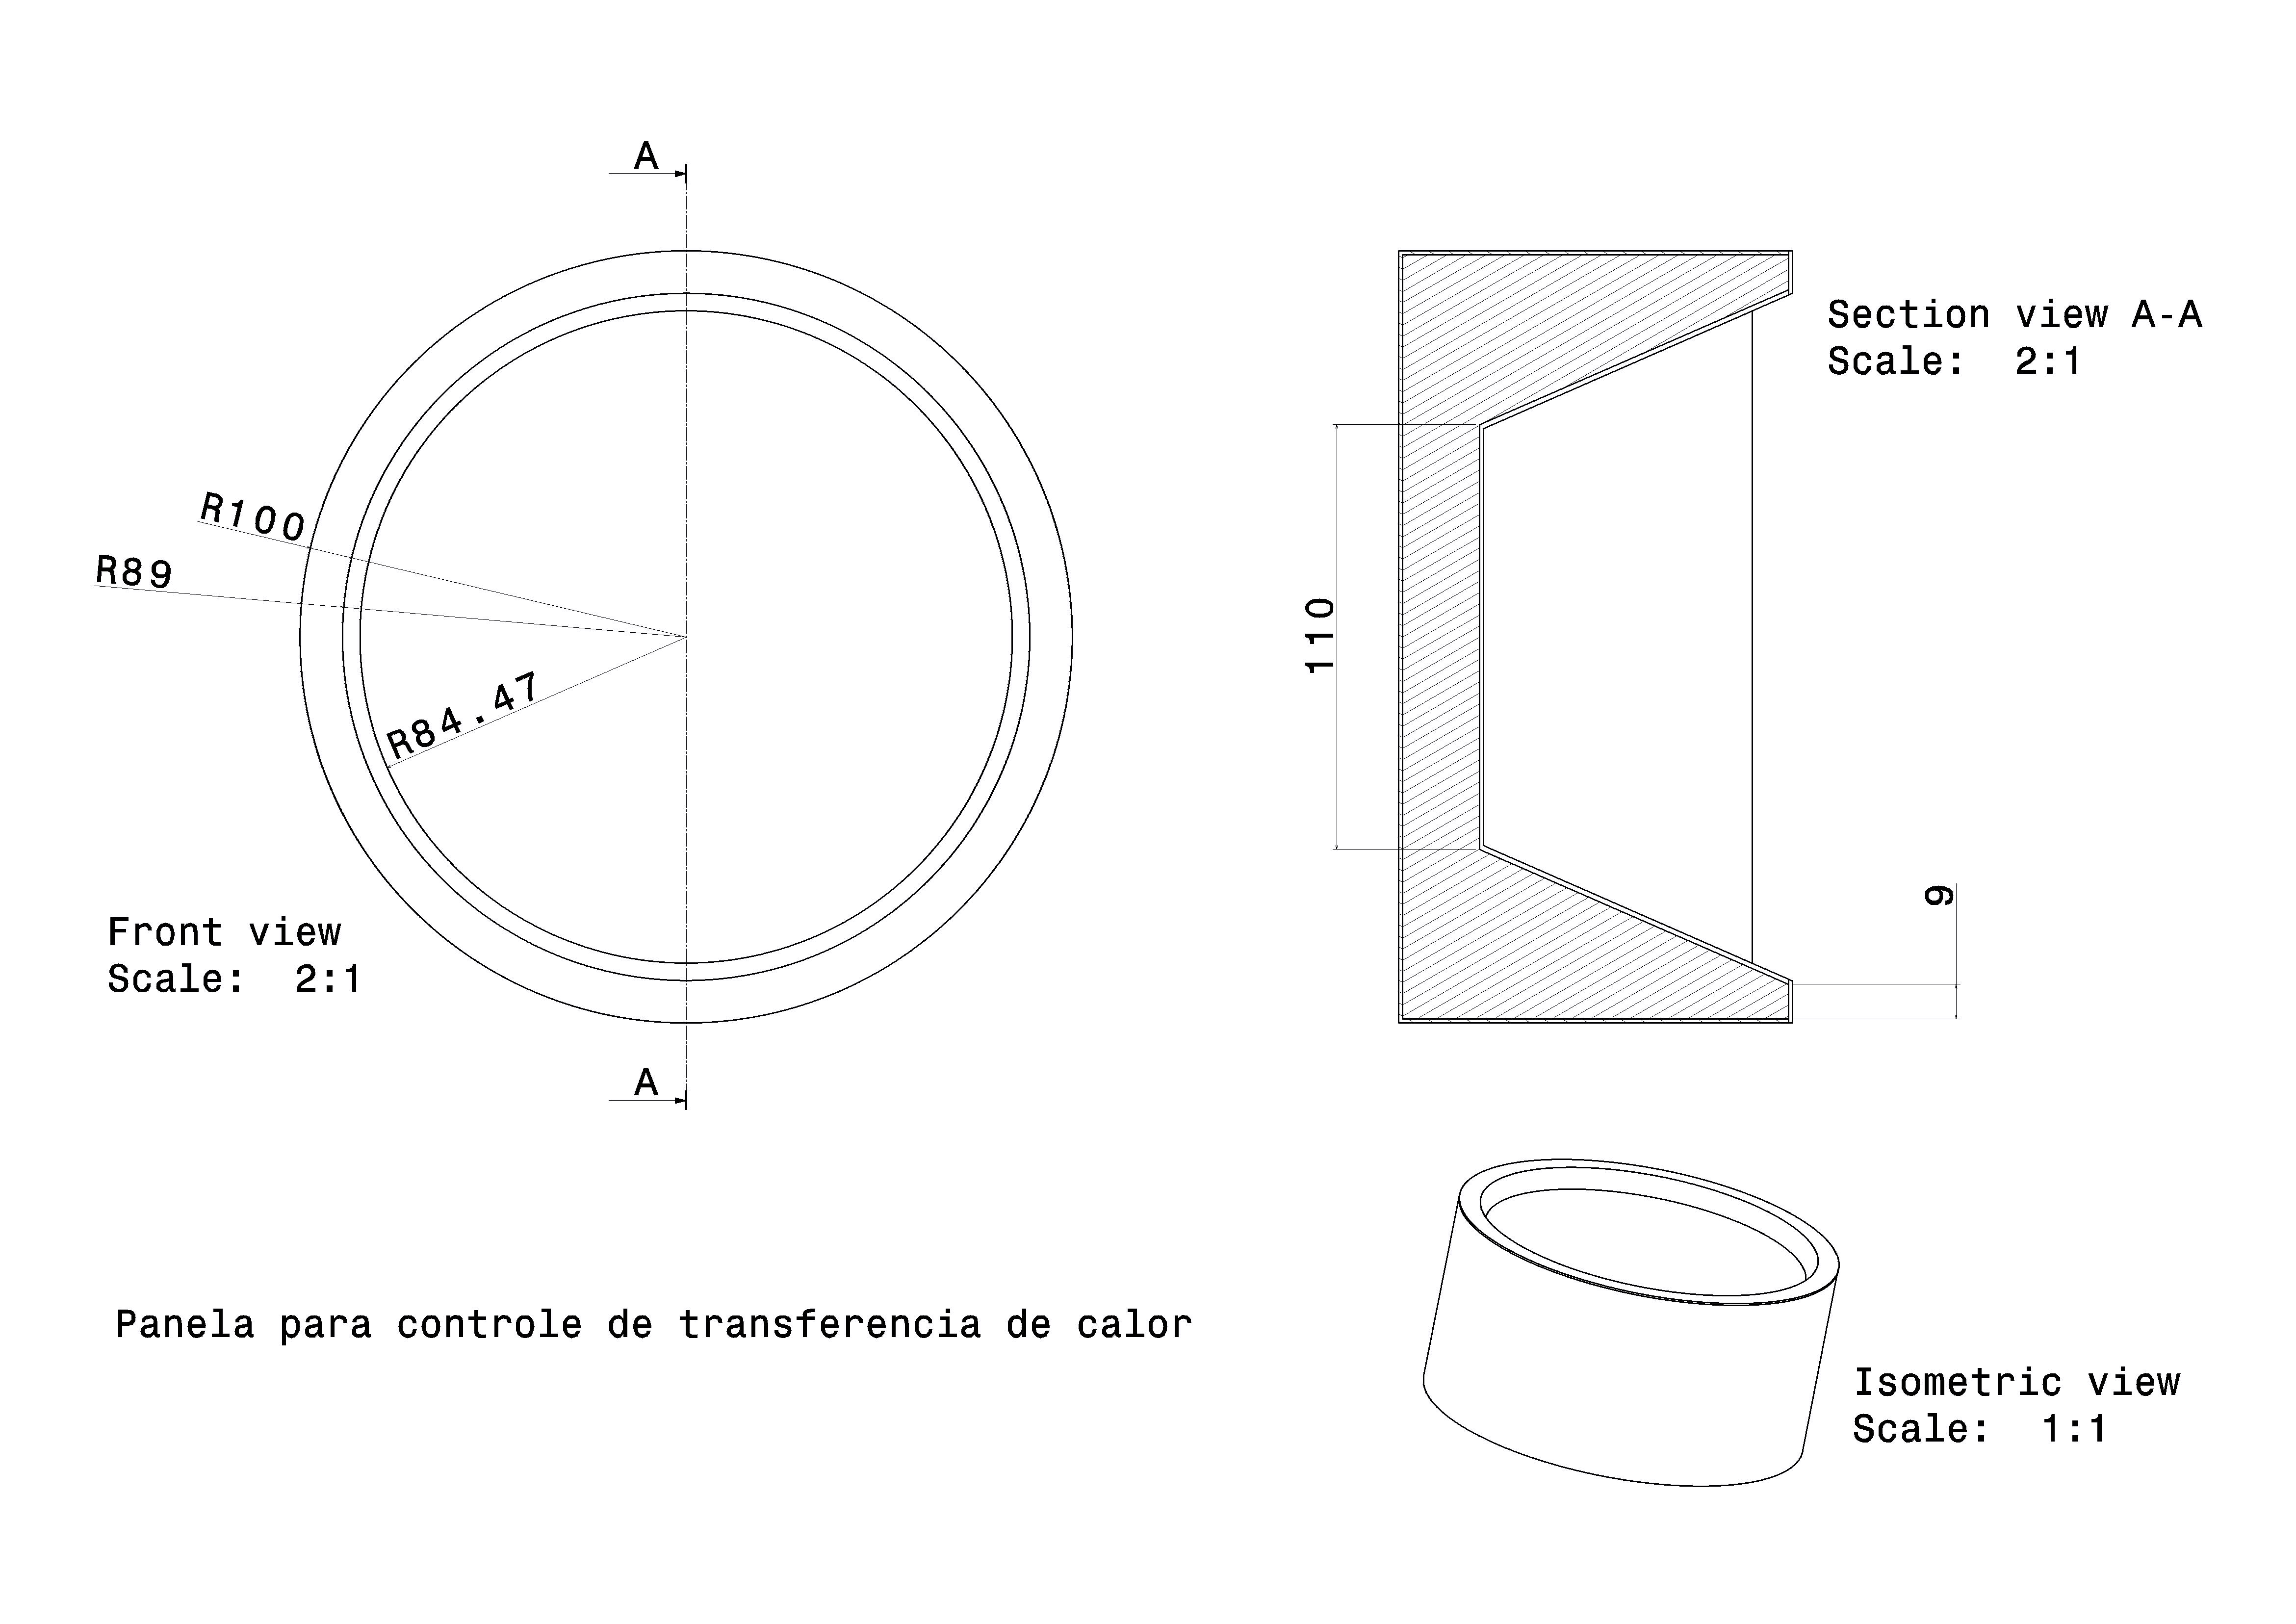 A
Section view A-A
Scale: 2:1
R100
R89
110
R84.47
9
Front view
Scale: 2:1
A
Panela para controle de transferencia de calor
Isometric view
Scale: 1:1